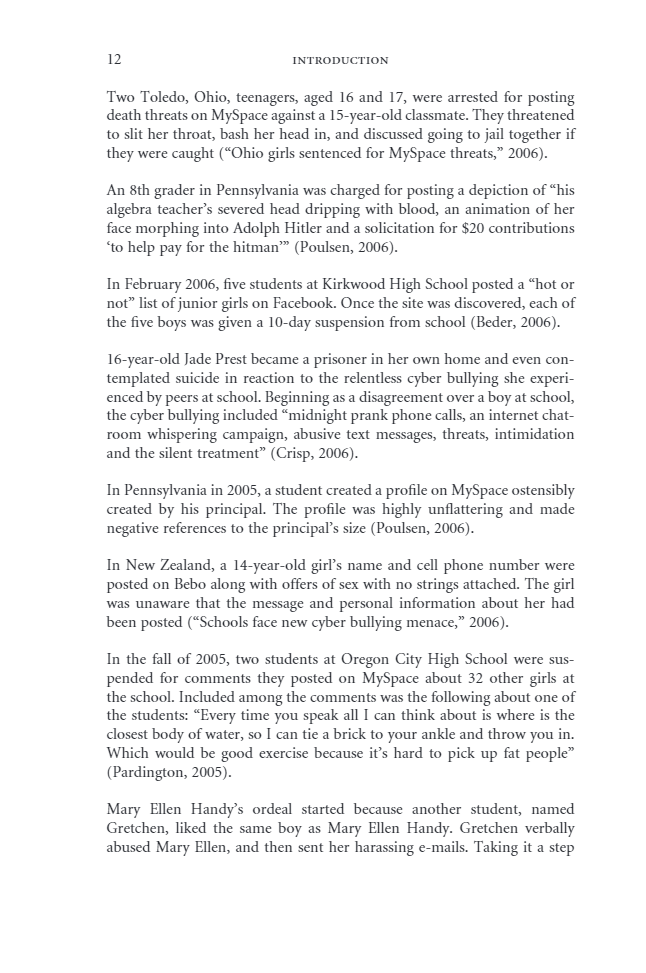 12 INTRODUCTION
Two Toledo, Ohio, teenagers, aged 16 and 17, were arrested for posting
death threats on MySpace against a 15-year-old classmate. They threatened
to slit her throat, bash her head in, and discussed going to jail together if
they were caught (“Ohio girls sentenced for MySpace threats,” 2006).
An 8th grader in Pennsylvania was charged for posting a depiction of “his
algebra teacher’s severed head dripping with blood, an animation of her
face morphing into Adolph Hitler and a solicitation for $20 contributions
‘to help pay for the hitman’” (Poulsen, 2006).
In February 2006, five students at Kirkwood High School posted a “hot or
not” list of junior girls on Facebook. Once the site was discovered, each of
the five boys was given a 10-day suspension from school (Beder, 2006).
16-year-old Jade Prest became a prisoner in her own home and even con-
templated suicide in reaction to the relentless cyber bullying she experi-
enced by peers at school. Beginning as a disagreement over a boy at school,
the cyber bullying included “midnight prank phone calls, an internet chat-
room whispering campaign, abusive text messages, threats, intimidation
and the silent treatment” (Crisp, 2006).
In Pennsylvania in 2005, a student created a profile on MySpace ostensibly
created by his principal. The profile was highly unflattering and made
negative references to the principal’s size (Poulsen, 2006).
In New Zealand, a 14-year-old girl’s name and cell phone number were
posted on Bebo along with offers of sex with no strings attached. The girl
was unaware that the message and personal information about her had
been posted (“Schools face new cyber bullying menace,” 2006).
In the fall of 2005, two students at Oregon City High School were sus-
pended for comments they posted on MySpace about 32 other girls at
the school. Included among the comments was the following about one of
the students: “Every time you speak all I can think about is where is the
closest body of water, so I can tie a brick to your ankle and throw you in.
Which would be good exercise because it’s hard to pick up fat people”
(Pardington, 2005).
Mary Ellen Handy’s ordeal started because another student, named
Gretchen, liked the same boy as Mary Ellen Handy. Gretchen verbally
abused Mary Ellen, and then sent her harassing e-mails. Taking it a step